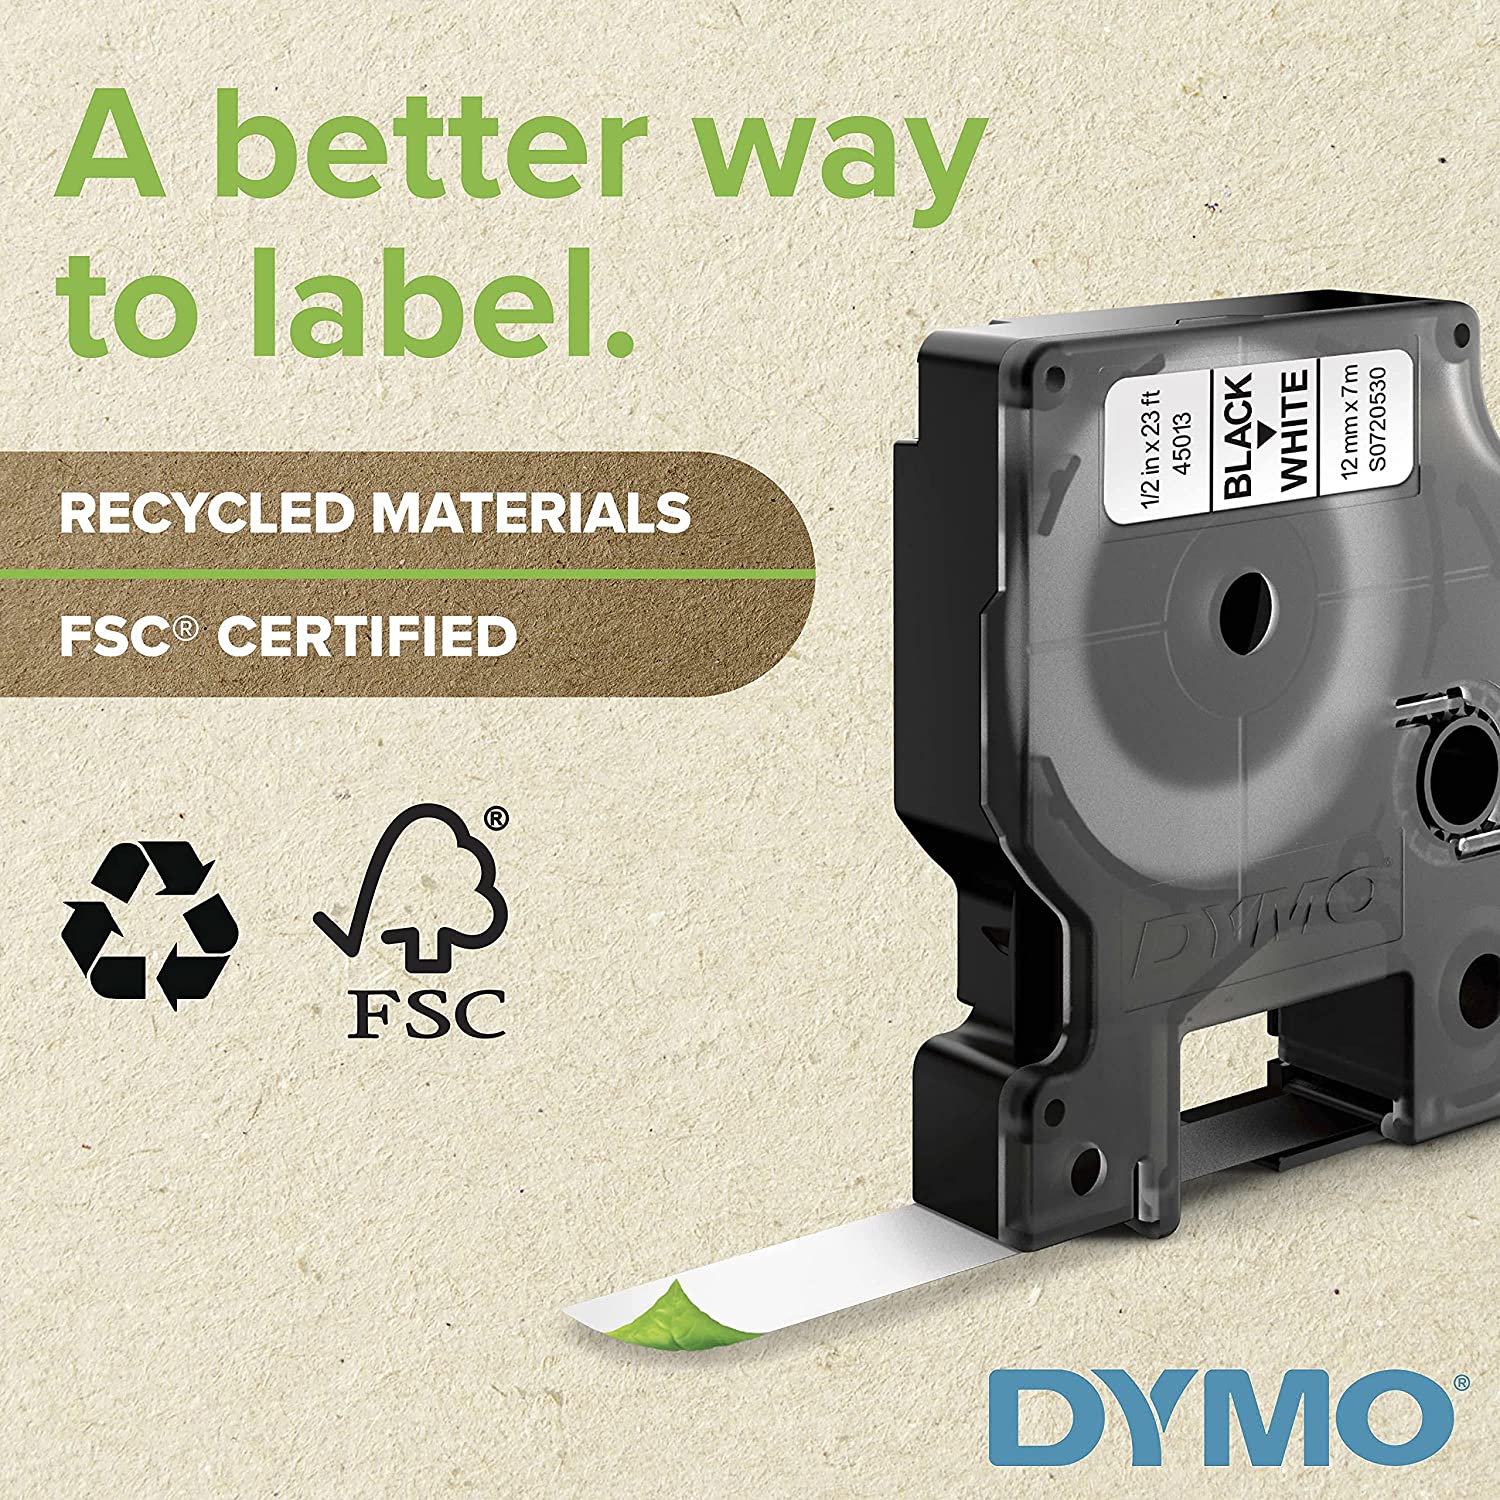 A better way
to label.
RECYCLED MATERIALS
FSC® CERTIFIED
®
FSC
1/2 in x 23 ft
45013
BLACK
WHITE
12 mm x 7m
S0720530
DYMO®
DYMO®